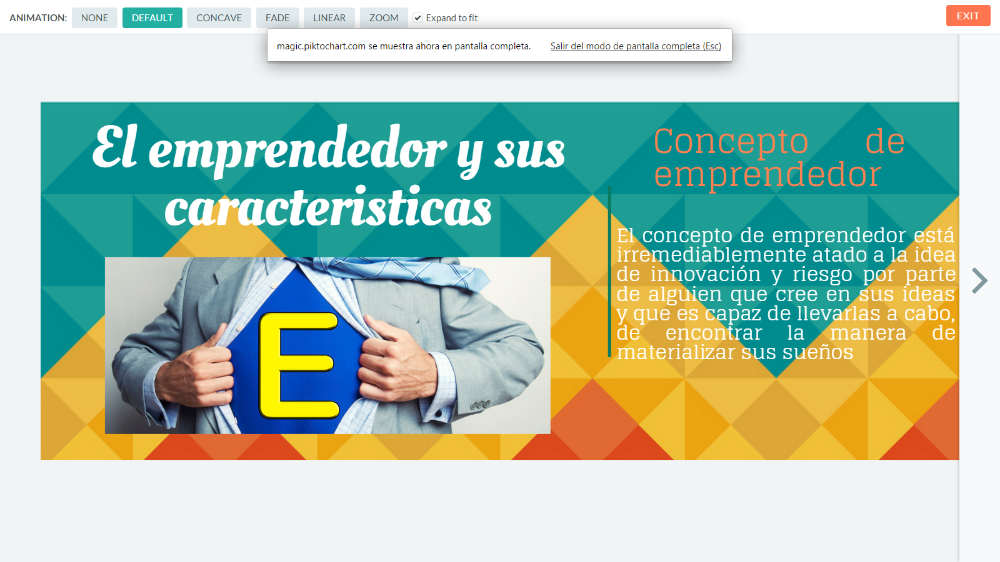 ANIMATION: NONE DEFAULT CONCAVE FADE LINEAR ZOOM Expand to fit EXIT
magic.piktochart.com se muestra ahora en pantalla completa. Salir del modo de pantalla completa (Esc)
El emprendedor y sus
caracteristicas
E
Concepto de
emprendedor
El concepto de emprendedor está
irremediablemente atado a la idea
de innovación y riesgo por parte
de alguien que cree en sus ideas
y que es capaz de llevarlas a cabo,
de encontrar la manera de
materializar sus sueños